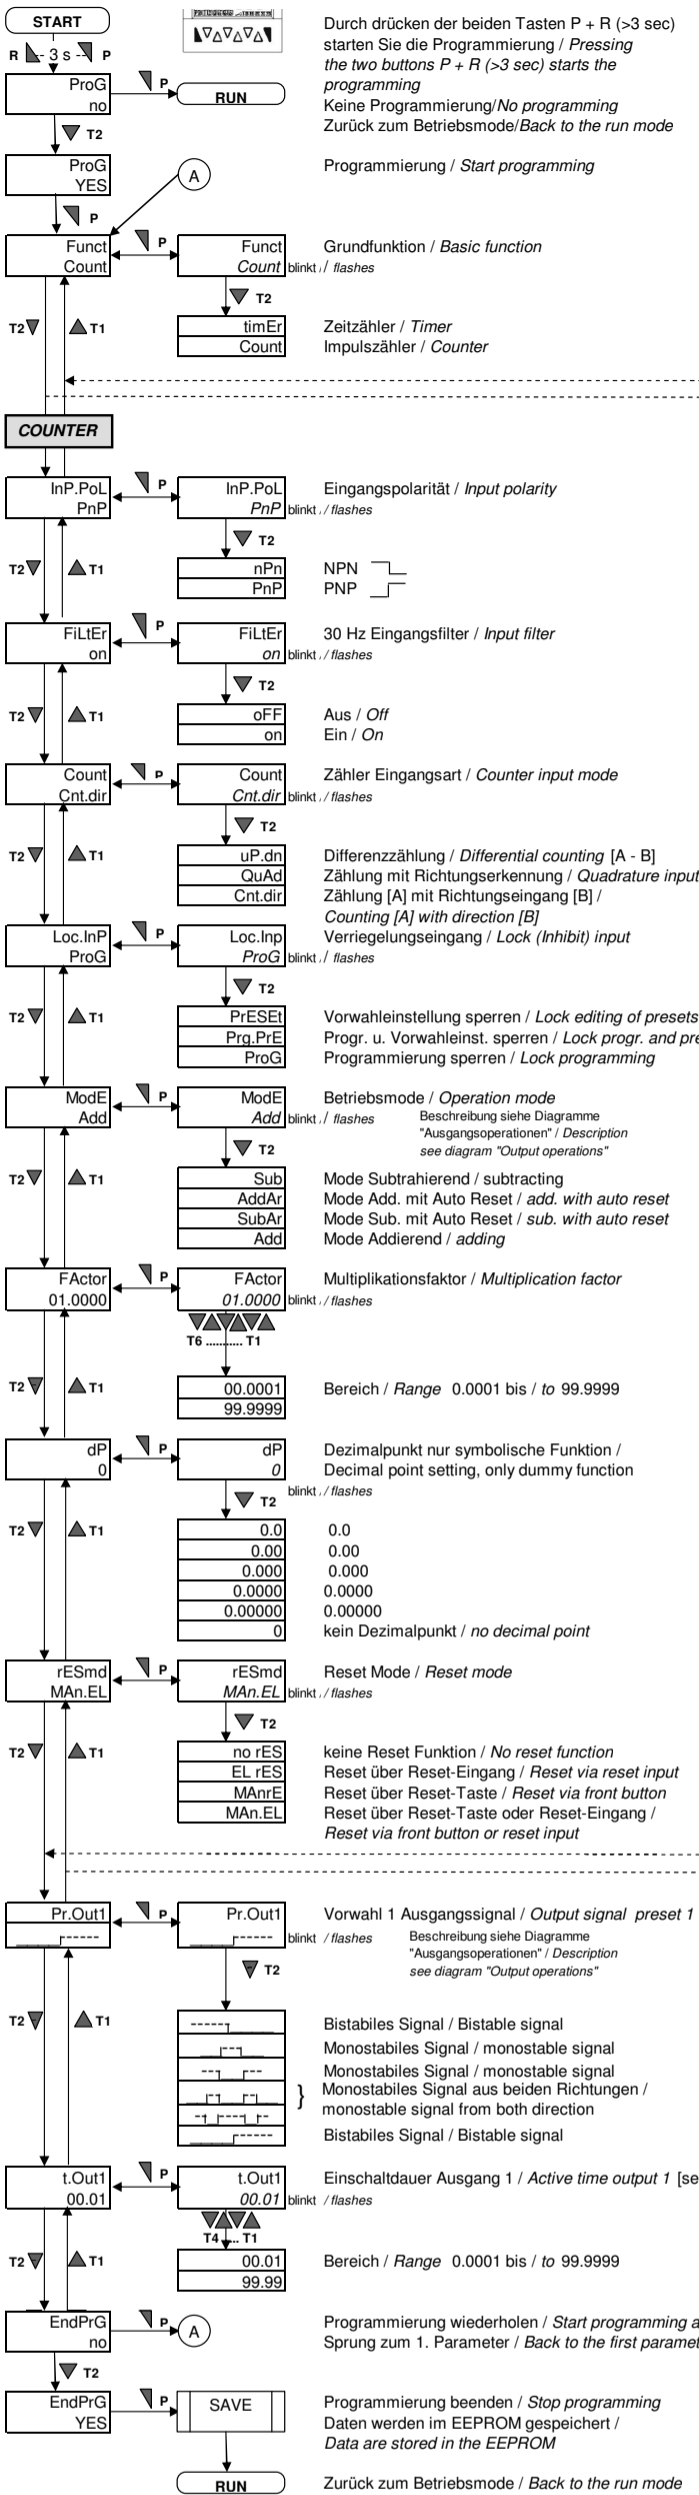 START
R 3 s P
Durch drücken der beiden Tasten P + R (>3 sec)
starten Sie die Programmierung / Pressing
the two buttons P + R (>3 sec) starts the
programming
ProG
no
P
RUN
Keine Programmierung/No programming
Zurück zum Betriebsmode/Back to the run mode
T2
ProG
YES
A
Programmierung / Start programming
P
Funct
Count
P
Funct
Count
blinkt / flashes
Grundfunktion / Basic function
T2
T2 T1
timEr
Count
Zeitzähler / Timer
Impulszähler / Counter
COUNTER
InP.PoL
PnP
P
InP.PoL
PnP
blinkt / flashes
Eingangspolarität / Input polarity
T2
T2 T1
nPn
PnP
NPN
PNP
FiLtEr
on
P
FiLtEr
on
blinkt / flashes
30 Hz Eingangsfilter / Input filter
T2
T2 T1
oFF
on
Aus / Off
Ein / On
Count
Cnt.dir
P
Count
Cnt.dir
blinkt / flashes
Zähler Eingangsart / Counter input mode
T2
T2 T1
uP.dn
QuAd
Cnt.dir
Differenzzählung / Differential counting [A - B]
Zählung mit Richtungserkennung / Quadrature input
Zählung [A] mit Richtungseingang [B] /
Counting [A] with direction [B]
Loc.InP
ProG
P
Loc.Inp
ProG
blinkt / flashes
Verriegelungseingang / Lock (Inhibit) input
T2
T2 T1
PrESEt
Prg.PrE
ProG
Vorwahleinstellung sperren / Lock editing of presets
Progr. u. Vorwahleinst. sperren / Lock progr. and pre
Programmierung sperren / Lock programming
ModE
Add
P
ModE
Add
blinkt / flashes
Betriebsmode / Operation mode
Beschreibung siehe Diagramme
"Ausgangsoperationen" / Description
see diagram "Output operations"
T2
T2 T1
Sub
AddAr
SubAr
Add
Mode Subtrahierend / subtracting
Mode Add. mit Auto Reset / add. with auto reset
Mode Sub. mit Auto Reset / sub. with auto reset
Mode Addierend / adding
FActor
01.0000
P
FActor
01.0000
blinkt / flashes
Multiplikationsfaktor / Multiplication factor
T6 ........... T1
T2 T1
00.0001
99.9999
Bereich / Range 0.0001 bis / to 99.9999
dP
0
P
dP
0
blinkt / flashes
Dezimalpunkt nur symbolische Funktion /
Decimal point setting, only dummy function
T2
T2 T1
0.0
0.00
0.000
0.0000
0.00000
0
0.0
0.00
0.000
0.0000
0.00000
kein Dezimalpunkt / no decimal point
rESmd
MAn.EL
P
rESmd
MAn.EL
blinkt / flashes
Reset Mode / Reset mode
T2
T2 T1
no rES
EL rES
MAnrE
MAn.EL
keine Reset Funktion / No reset function
Reset über Reset-Eingang / Reset via reset input
Reset über Reset-Taste / Reset via front button
Reset über Reset-Taste oder Reset-Eingang /
Reset via front button or reset input
Pr.Out1
P
Pr.Out1
blinkt / flashes
Vorwahl 1 Ausgangssignal / Output signal preset 1
Beschreibung siehe Diagramme
"Ausgangsoperationen" / Description
see diagram "Output operations"
T2
T2 T1
Bistabiles Signal / Bistable signal
Monostabiles Signal / monostable signal
Monostabiles Signal / monostable signal
} Monostabiles Signal aus beiden Richtungen /
monostable signal from both direction
Bistabiles Signal / Bistable signal
t.Out1
00.01
P
t.Out1
00.01
blinkt / flashes
Einschaltdauer Ausgang 1 / Active time output 1 [se
T4 ... T1
T2 T1
00.01
99.99
Bereich / Range 0.0001 bis / to 99.9999
EndPrG
no
P
A
Programmierung wiederholen / Start programming a
Sprung zum 1. Parameter / Back to the first paramet
T2
EndPrG
YES
P
SAVE
Programmierung beenden / Stop programming
Daten werden im EEPROM gespeichert /
Data are stored in the EEPROM
RUN
Zurück zum Betriebsmode / Back to the run mode